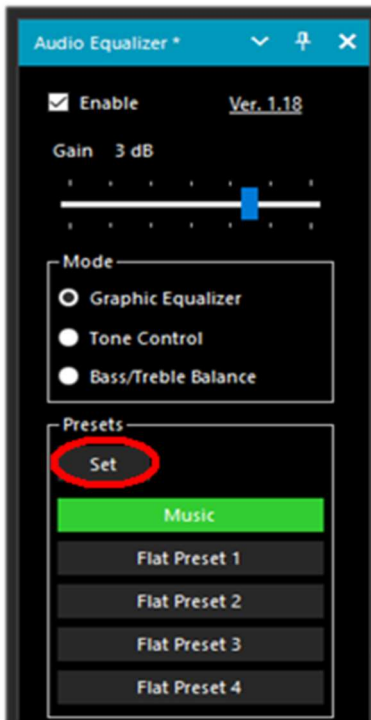 Audio Equalizer *
Enable Ver. 1.18
Gain 3 dB
Mode
Graphic Equalizer
Tone Control
Bass/Treble Balance
Presets
Set
Music
Flat Preset 1
Flat Preset 2
Flat Preset 3
Flat Preset 4